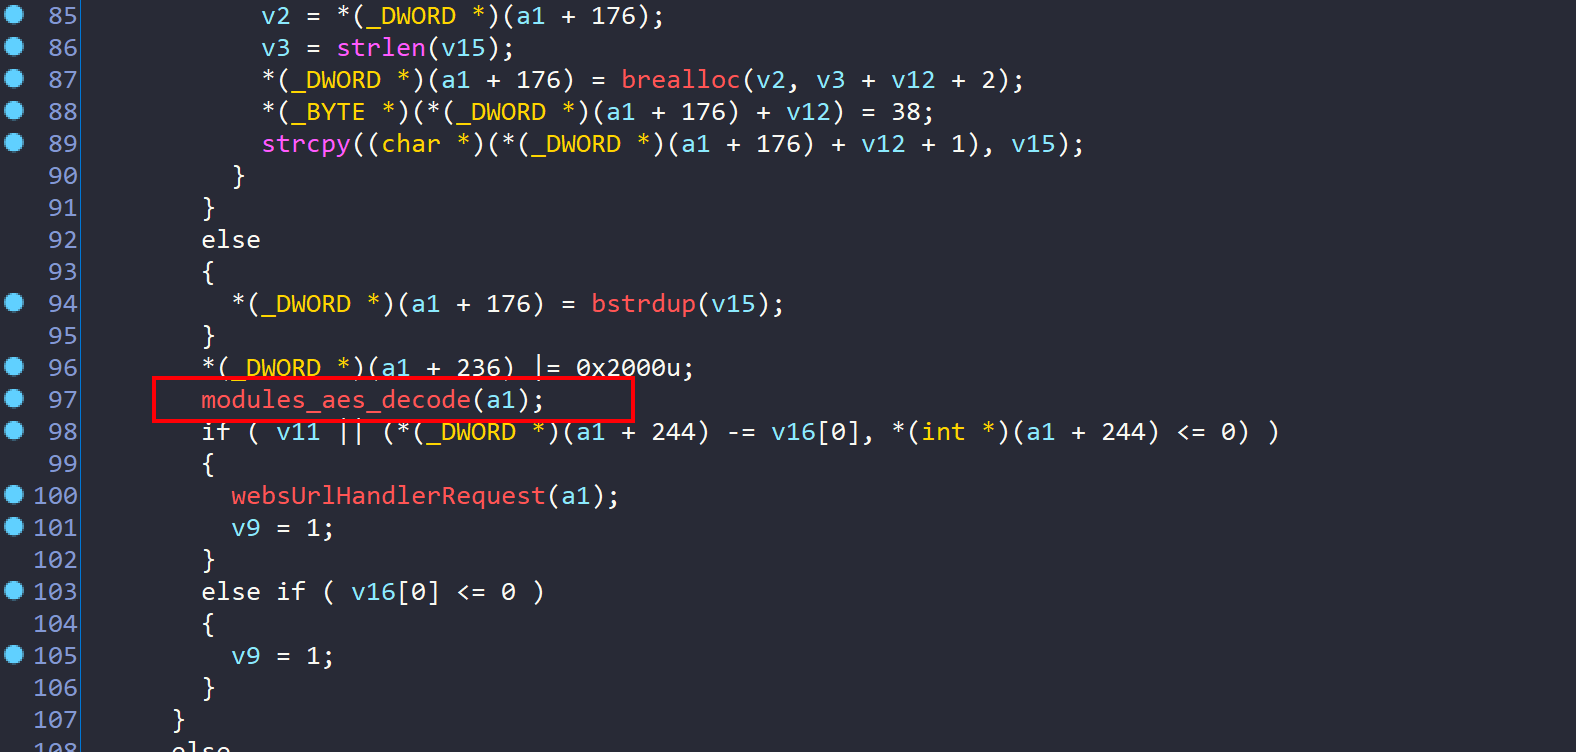 85 v2 = *(_DWORD *)(a1 + 176);
86 v3 = strlen(v15);
87 *(_DWORD *)(a1 + 176) = brealloc(v2, v3 + v12 + 2);
88 *(_BYTE *)(*(_DWORD *)(a1 + 176) + v12) = 38;
89 strcpy((char *)(*(_DWORD *)(a1 + 176) + v12 + 1), v15);
90 }
91 }
92 else
93 {
94 *(_DWORD *)(a1 + 176) = bstrdup(v15);
95 }
96 *(_DWORD *)(a1 + 236) |= 0x2000u;
97 modules_aes_decode(a1);
98 if ( v11 || (*(_DWORD *)(a1 + 244) -= v16[0], *(int *)(a1 + 244) <= 0) )
99 {
100 websUrlHandlerRequest(a1);
101 v9 = 1;
102 }
103 else if ( v16[0] <= 0 )
104 {
105 v9 = 1;
106 }
107 }
108 else